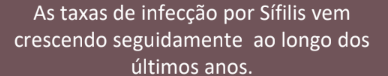 As taxas de infecção por Sífilis vem
crescendo seguidamente ao longo dos
últimos anos.